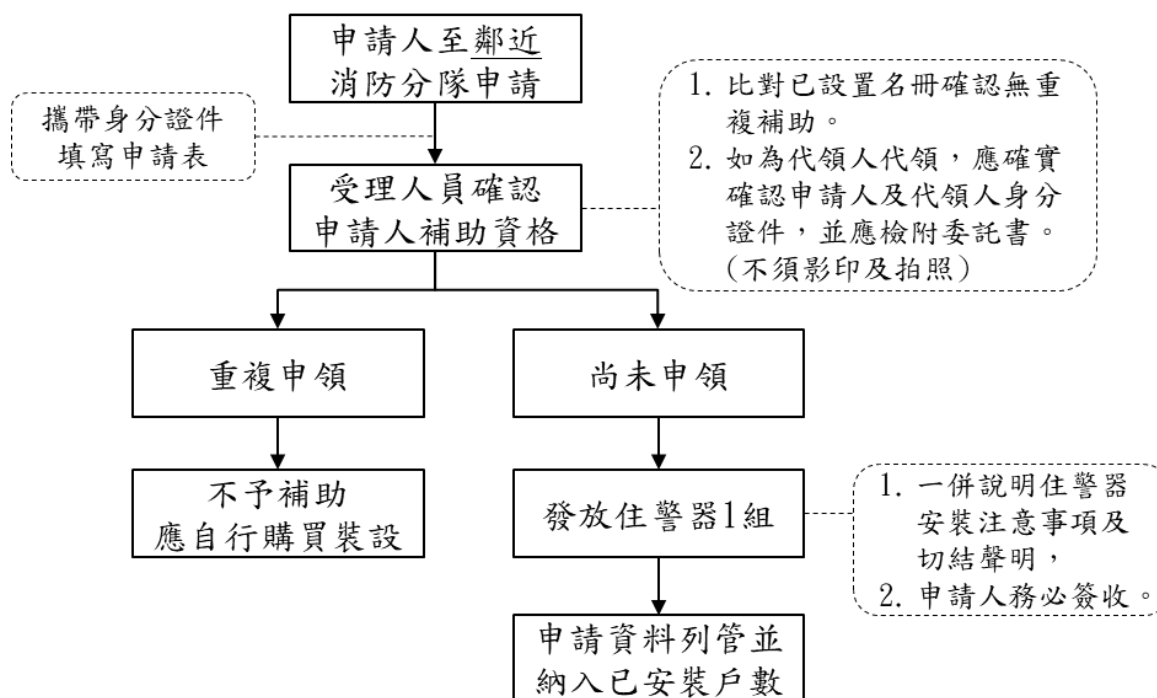 申請人至鄰近
消防分隊申請
攜帶身分證件
填寫申請表
1. 比對已設置名冊確認無重
複補助。
2. 如為代領人代領，應確實
確認申請人及代領人身分
證件，並應檢附委託書。
(不須影印及拍照)
受理人員確認
申請人補助資格
重複申領
尚未申領
不予補助
應自行購買裝設
發放住警器1組
1. 一併說明住警器
安裝注意事項及
切結聲明，
2. 申請人務必簽收。
申請資料列管並
納入已安裝戶數